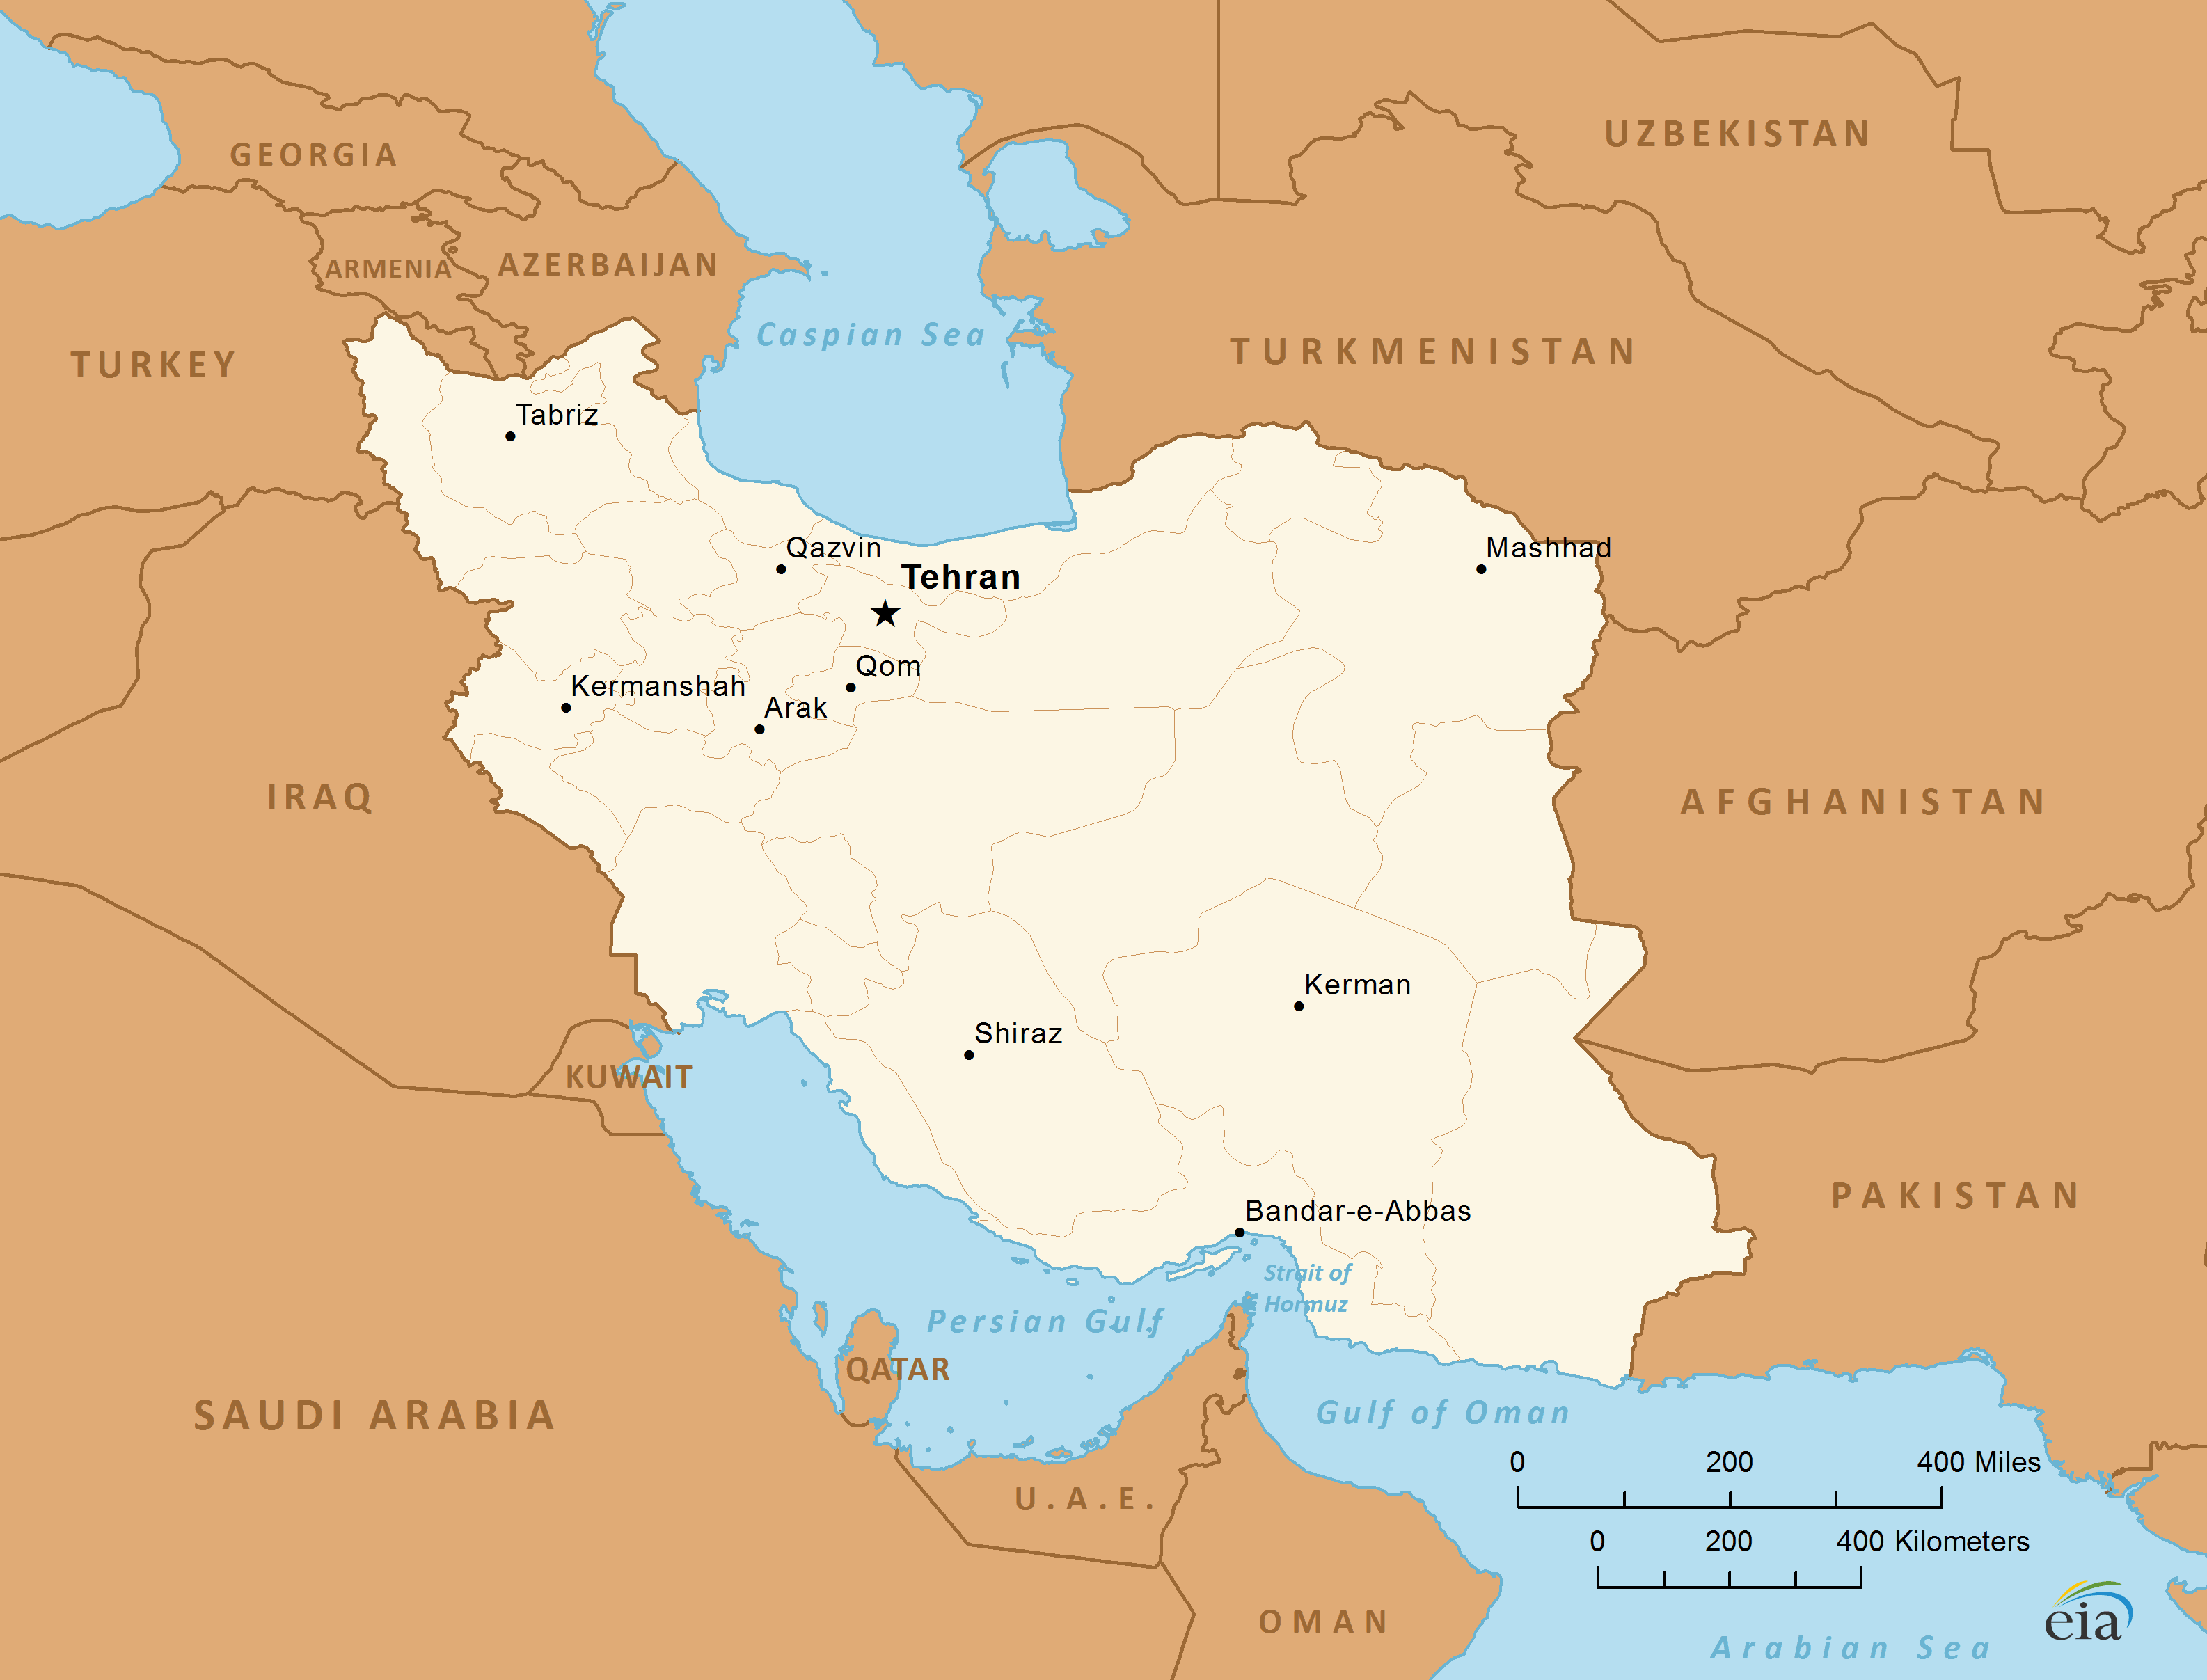 UZBEKISTAN
GEORGIA
ARMENIA
AZERBAIJAN
Caspian Sea
TURKMENISTAN
TURKEY
Tabriz
Qazvin
Tehran
Mashhad
Qom
Kermanshah
Arak
IRAQ
AFGHANISTAN
Kerman
Shiraz
KUWAIT
PAKISTAN
Bandar-e-Abbas
Strait of
Hormuz
Persian Gulf
QATAR
SAUDI ARABIA
Gulf of Oman
0 200 400 Miles
U.A.E.
0 200 400 Kilometers
OMAN
eia
Arabian Sea